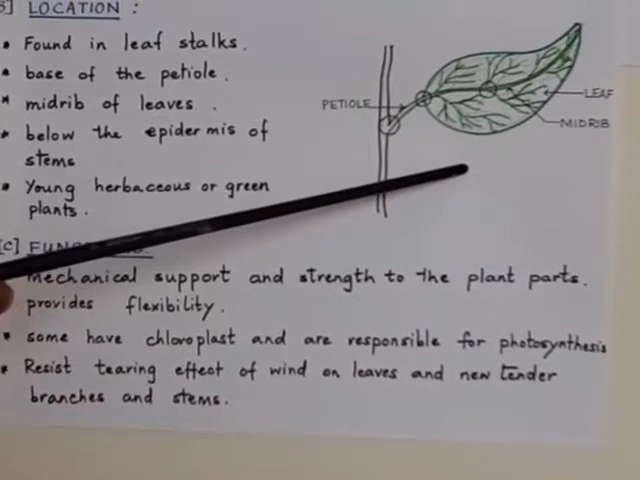 B] LOCATION :
Found in leaf stalks.
base of the petiole.
midrib of leaves .
below the epidermis of
stems
Young herbaceous or green
plants.
PETIOLE
LEAF
MIDRIB
[C]
mechanical support and strength to the plant parts.
provides flexibility.
some have chloroplast and are responsible for photosynthesis
Resist tearing effect of wind on leaves and new tender
branches and stems.